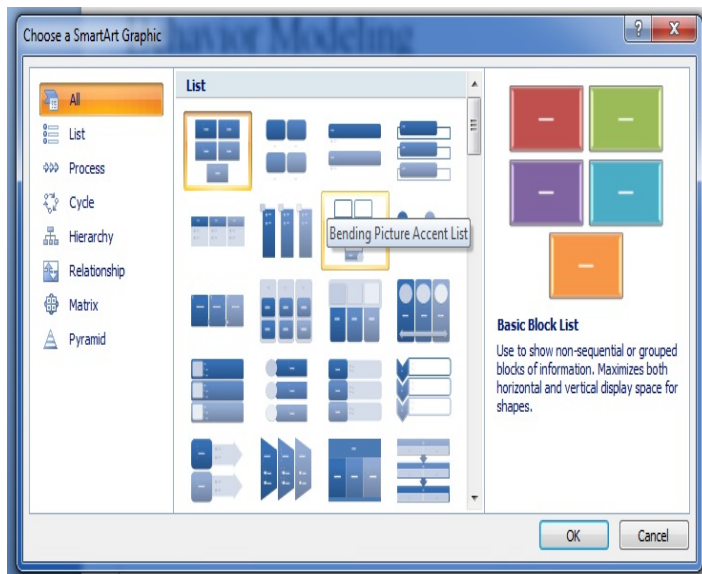 Behavior Modeling
Choose a SmartArt Graphic
?
X
All
List
Process
Cycle
Hierarchy
Relationship
Matrix
Pyramid
List
Bending Picture Accent List
Basic Block List
Use to show non-sequential or grouped
blocks of information. Maximizes both
horizontal and vertical display space for
shapes.
OK
Cancel